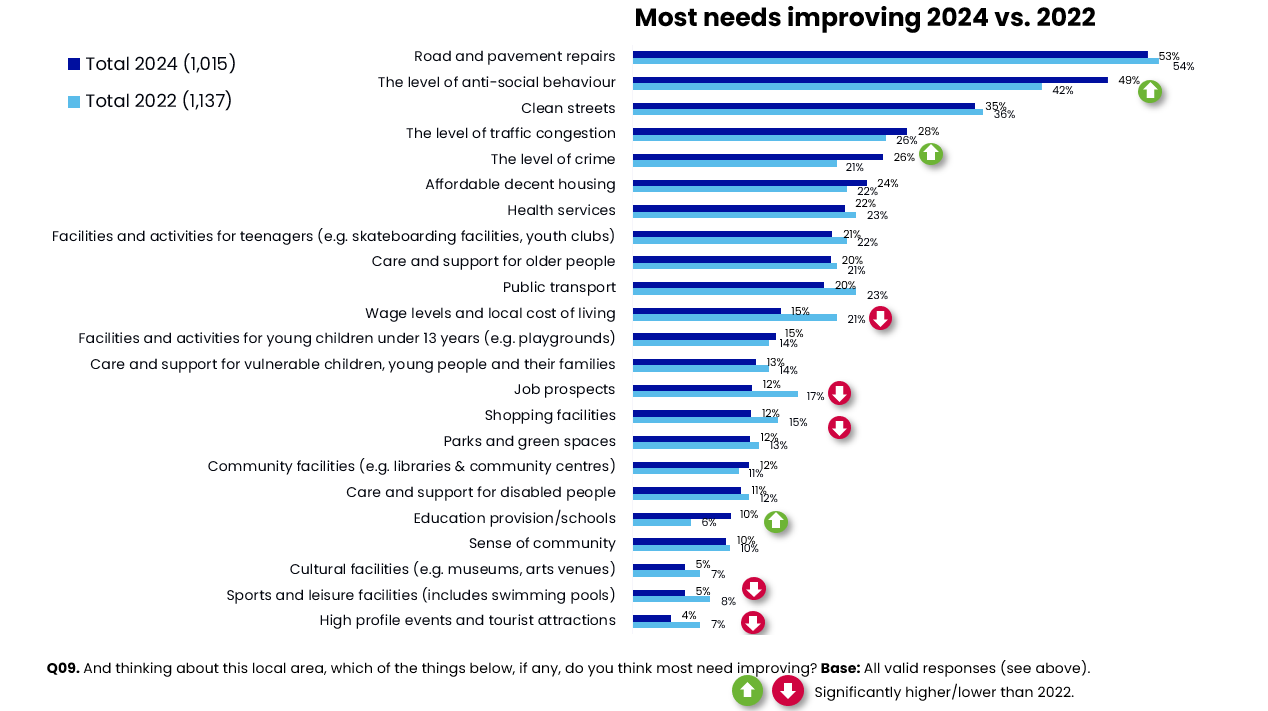 Most needs improving 2024 vs. 2022
Total 2024 (1,015)
Total 2022 (1,137)
Road and pavement repairs 53% 54%
The level of anti-social behaviour 49% 42%
Clean streets 35% 36%
The level of traffic congestion 28% 26%
The level of crime 26% 21%
Affordable decent housing 24% 22%
Health services 22% 23%
Facilities and activities for teenagers (e.g. skateboarding facilities, youth clubs) 21% 22%
Care and support for older people 20% 21%
Public transport 20% 23%
Wage levels and local cost of living 15% 21%
Facilities and activities for young children under 13 years (e.g. playgrounds) 15% 14%
Care and support for vulnerable children, young people and their families 13% 14%
Job prospects 12% 17%
Shopping facilities 12% 15%
Parks and green spaces 12% 13%
Community facilities (e.g. libraries & community centres) 12% 11%
Care and support for disabled people 11% 12%
Education provision/schools 10% 6%
Sense of community 10% 10%
Cultural facilities (e.g. museums, arts venues) 5% 7%
Sports and leisure facilities (includes swimming pools) 5% 8%
High profile events and tourist attractions 4% 7%
Q09. And thinking about this local area, which of the things below, if any, do you think most need improving? Base: All valid responses (see above).
Significantly higher/lower than 2022.